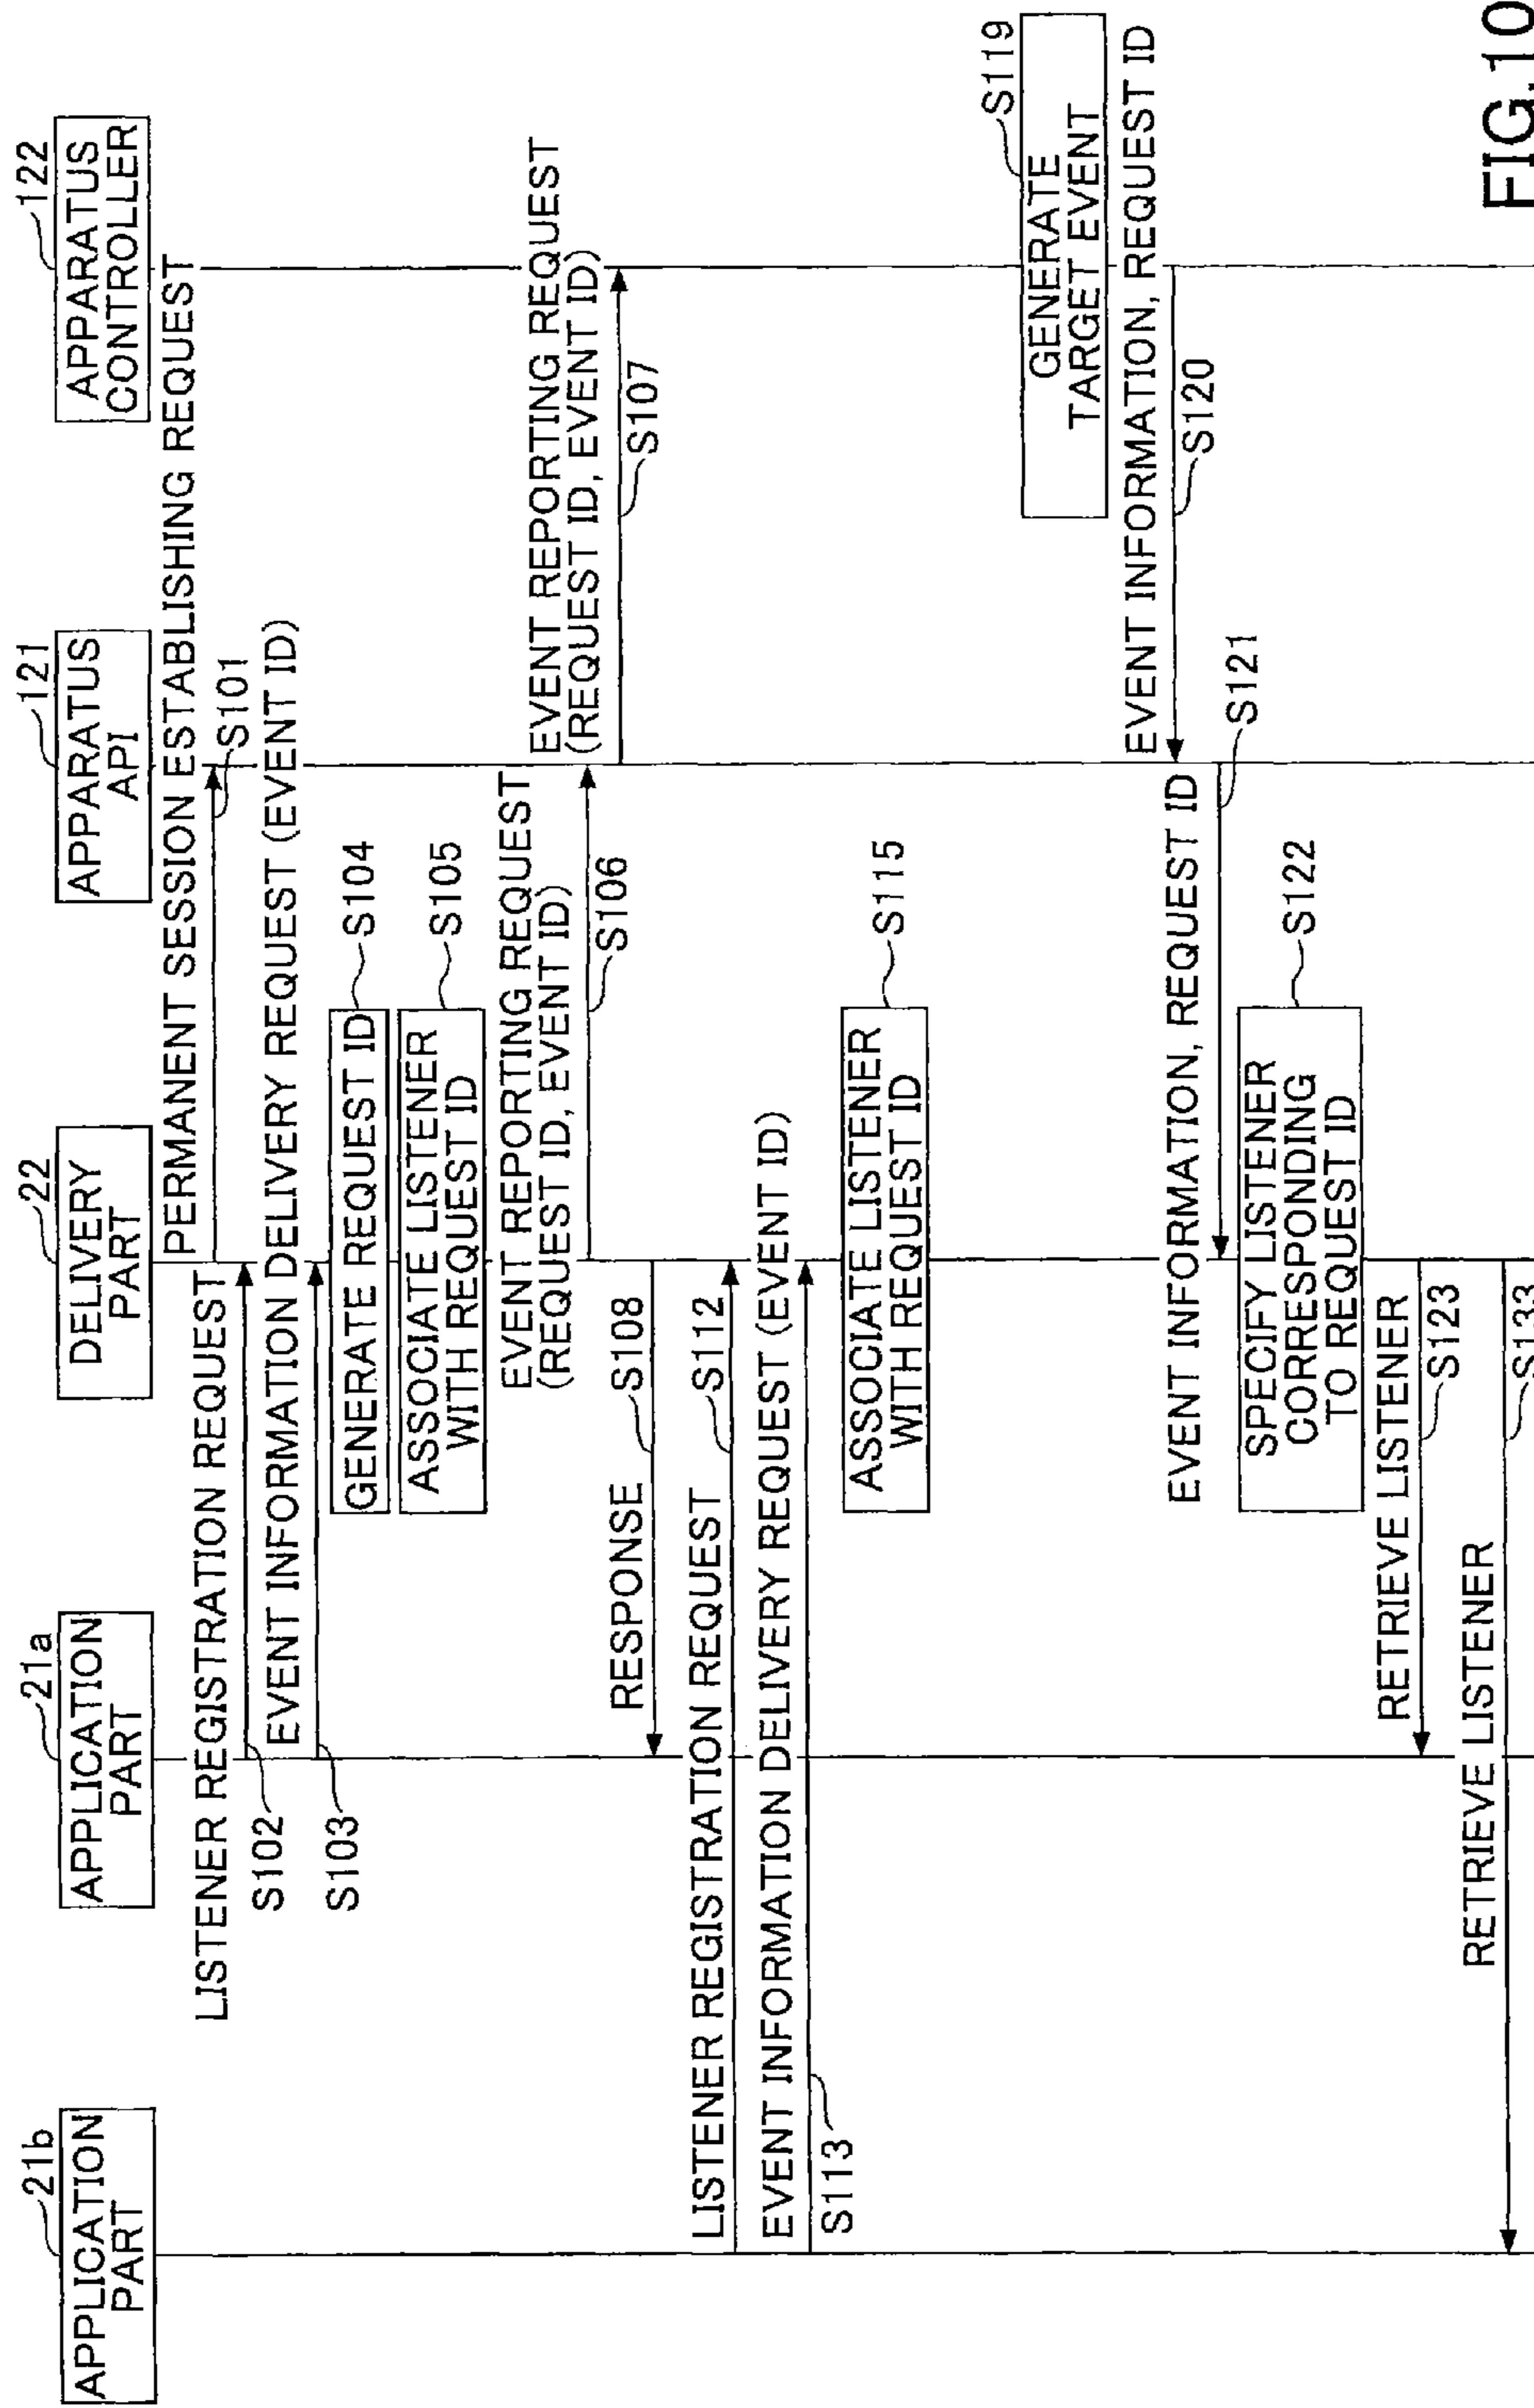 21b
APPLICATION
PART
21a
APPLICATION
PART
22
DELIVERY
PART
121
APPARATUS
API
122
APPARATUS
CONTROLLER
PERMANENT SESSION ESTABLISHING REQUEST
S101
LISTENER REGISTRATION REQUEST
S102
EVENT INFORMATION DELIVERY REQUEST (EVENT ID)
S103
GENERATE REQUEST ID
S104
ASSOCIATE LISTENER
WITH REQUEST ID
S105
EVENT REPORTING REQUEST
(REQUEST ID, EVENT ID)
S106
EVENT REPORTING REQUEST
(REQUEST ID, EVENT ID)
S107
RESPONSE
S108
LISTENER REGISTRATION REQUEST
S112
EVENT INFORMATION DELIVERY REQUEST (EVENT ID)
S113
ASSOCIATE LISTENER
WITH REQUEST ID
S115
GENERATE
TARGET EVENT
S119
EVENT INFORMATION, REQUEST ID
S120
EVENT INFORMATION, REQUEST ID
S121
SPECIFY LISTENER
CORRESPONDING
TO REQUEST ID
S122
RETRIEVE LISTENER
S123
RETRIEVE LISTENER
S133
FIG.10